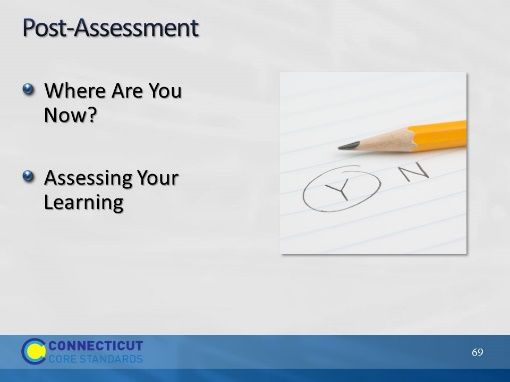 Post-Assessment
Where Are You
Now?
Assessing Your
Learning
Y N
CONNECTICUT
CORE STANDARDS
69